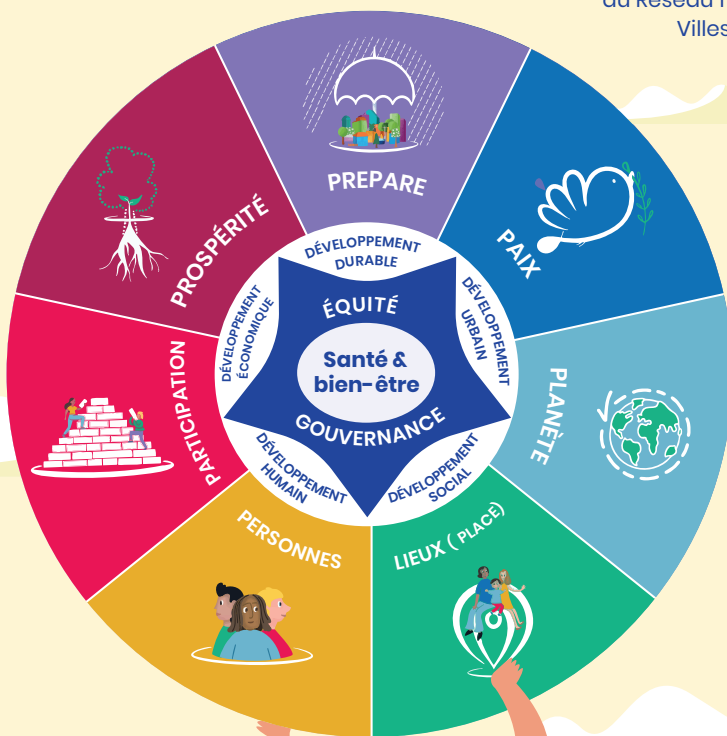 du Réseau
Villes
PREPARE
PAIX
PLANÈTE
LIEUX ( PLACE)
PERSONNES
PARTICIPATION
PROSPÉRITÉ
DÉVELOPPEMENT
DURABLE
DÉVELOPPEMENT
URBAIN
DÉVELOPPEMENT
SOCIAL
DÉVELOPPEMENT
HUMAIN
DÉVELOPPEMENT
ÉCONOMIQUE
ÉQUITÉ
Santé &
bien-être
GOUVERNANCE